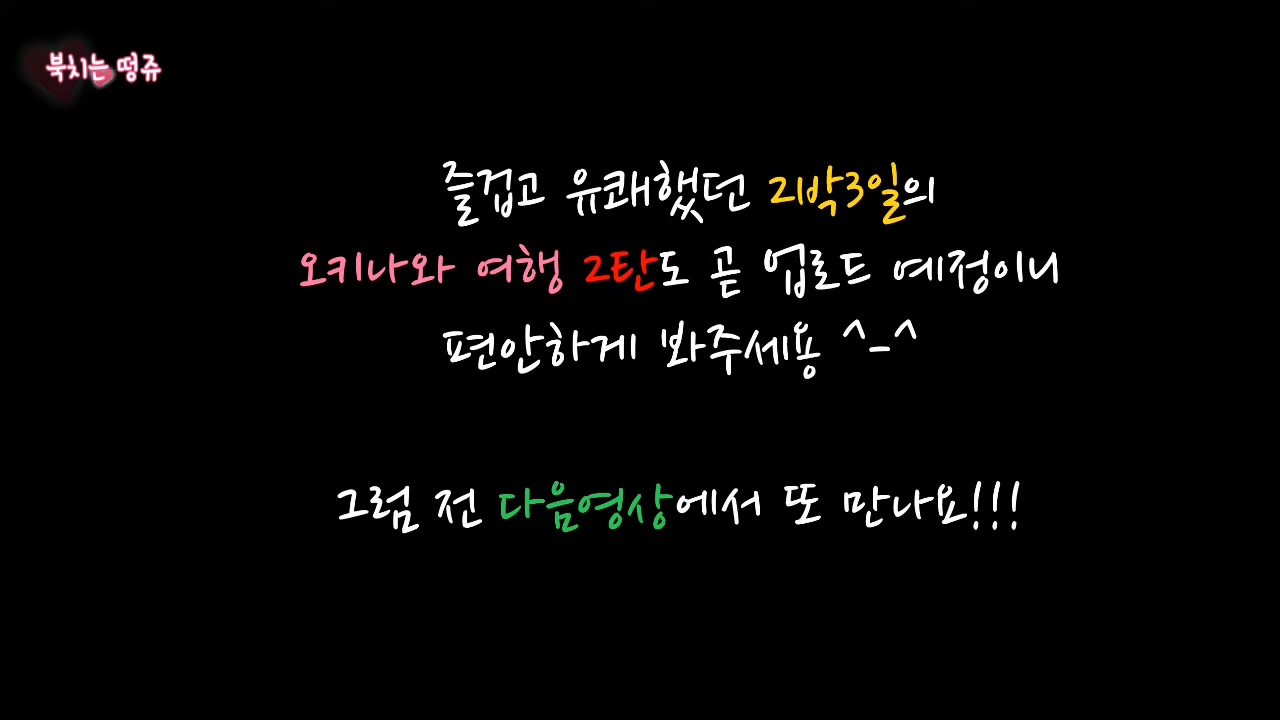 북치는 떵쥬
즐겁고 유쾌했던 2박3일의
오키나와 여행 2탄도 곧 업로드 예정이니
편안하게 봐주세용 ^-^
그럼 전 다음영상에서 또 만나요!!!